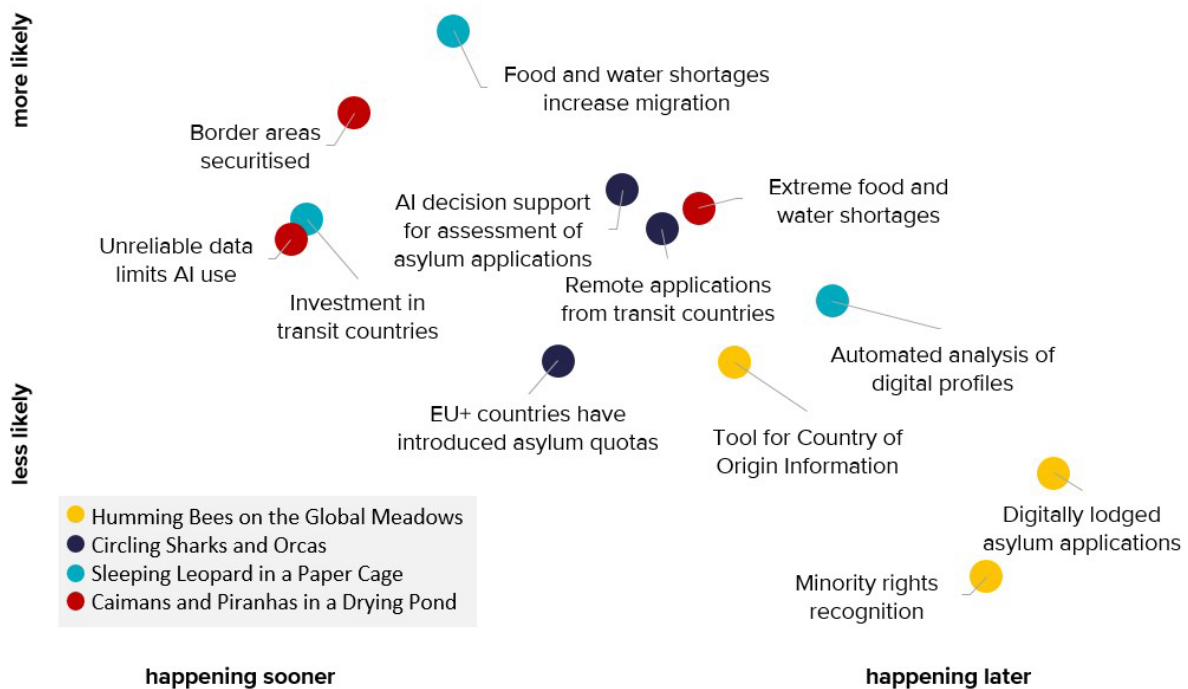 more likely
Food and water shortages
increase migration
Border areas
securitised
AI decision support
for assessment of
asylum applications
Extreme food and
water shortages
Unreliable data
limits AI use
Investment in
transit countries
Remote applications
from transit countries
Automated analysis of
digital profiles
less likely
EU+ countries have
introduced asylum quotas
Tool for Country of
Origin Information
Digitally lodged
asylum applications
Minority rights
recognition
Humming Bees on the Global Meadows
Circling Sharks and Orcas
Sleeping Leopard in a Paper Cage
Caimans and Piranhas in a Drying Pond
happening sooner
happening later